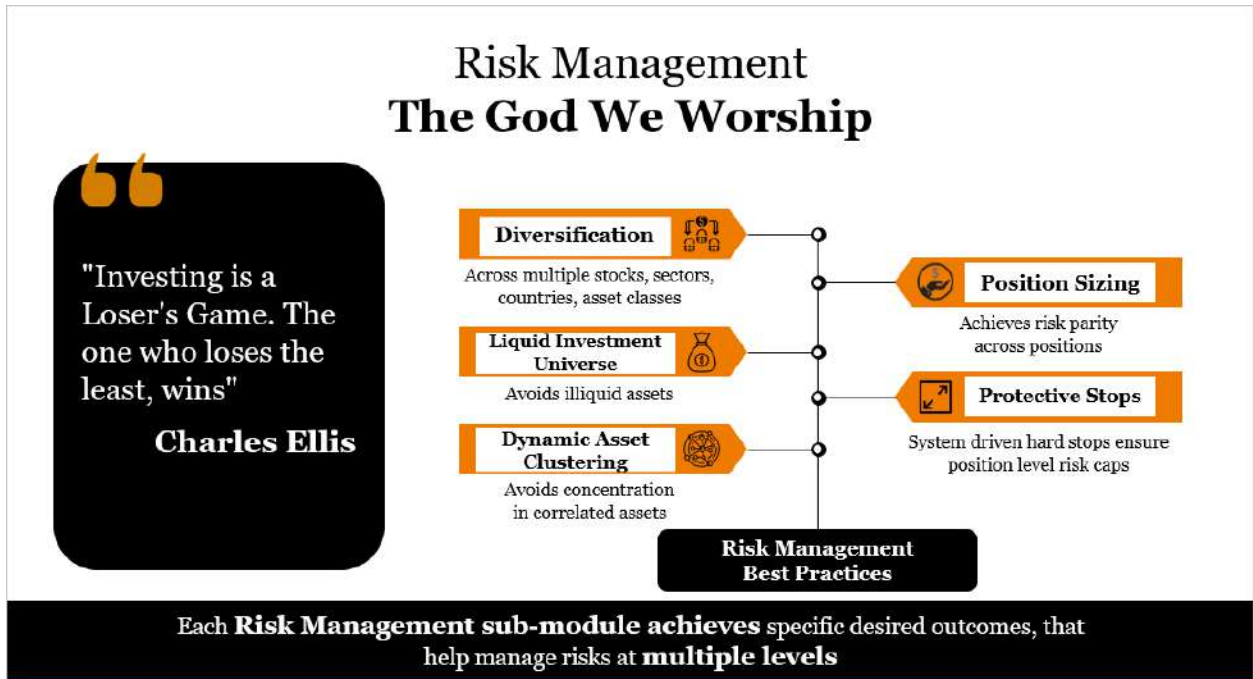 Risk Management
The God We Worship
"Investing is a
Loser's Game. The
one who loses the
least, wins"
Charles Ellis
Diversification
Across multiple stocks, sectors,
countries, asset classes
Liquid Investment
Universe
Avoids illiquid assets
Dynamic Asset
Clustering
Avoids concentration
in correlated assets
Position Sizing
Achieves risk parity
across positions
Protective Stops
System driven hard stops ensure
position level risk caps
Risk Management
Best Practices
Each Risk Management sub-module achieves specific desired outcomes, that
help manage risks at multiple levels